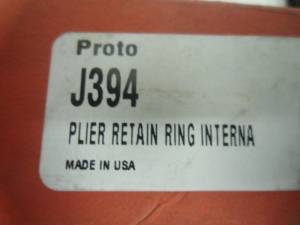 Proto
J394
PLIER RETAIN RING INTERNA
MADE IN USA